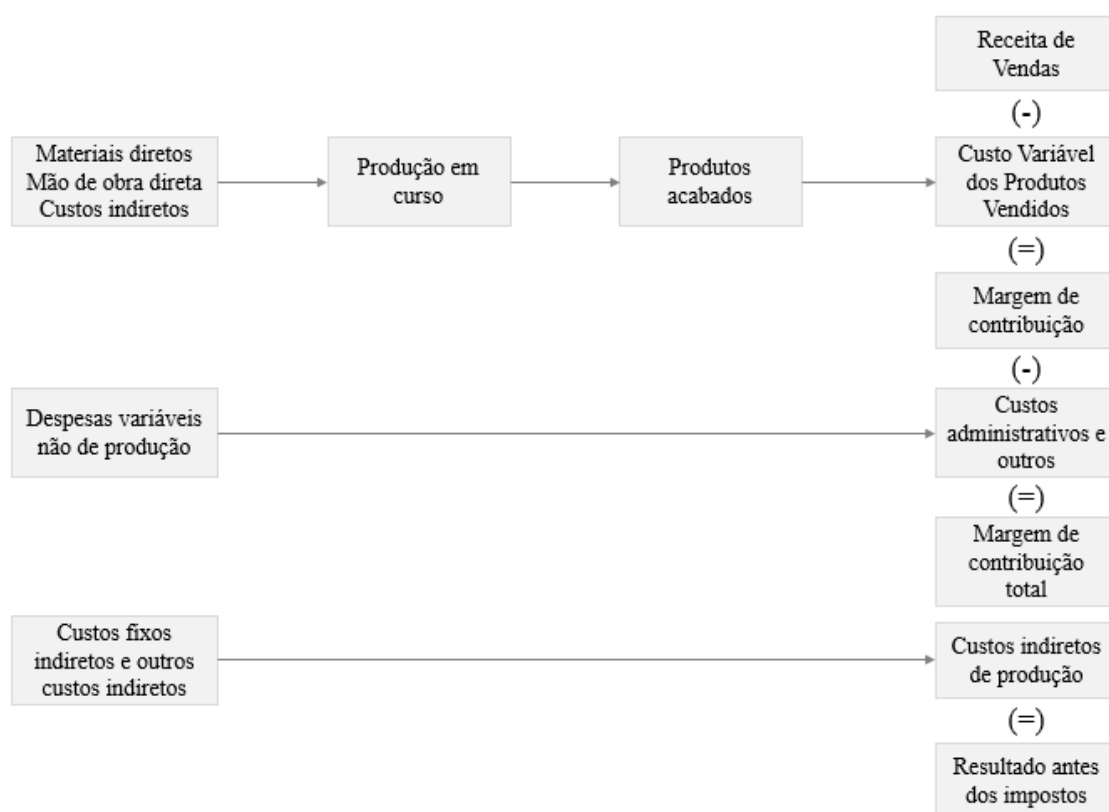 Receita de
Vendas
(-)
Materiais diretos
Mão de obra direta
Custos indiretos
Produção em
curso
Produtos
acabados
Custo Variável
dos Produtos
Vendidos
(=)
Margem de
contribuição
(-)
Despesas variáveis
não de produção
Custos
administrativos e
outros
(=)
Margem de
contribuição
total
Custos fixos
indiretos e outros
custos indiretos
Custos indiretos
de produção
(=)
Resultado antes
dos impostos